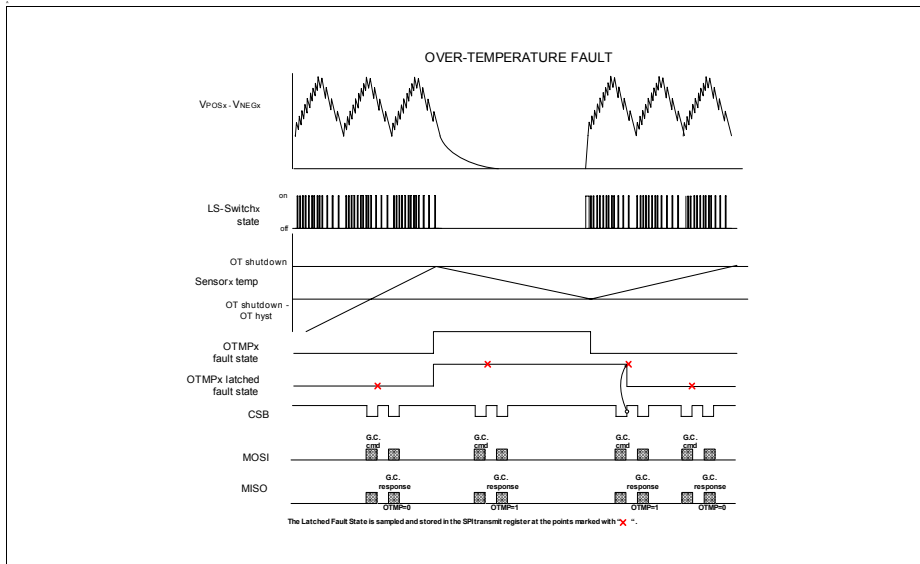 OVER-TEMPERATURE FAULT
VPOSx - VNEGx
on
LS-Switchx
state
off
OT shutdown
Sensorx temp
OT shutdown -
OT hyst
OTMPx
fault state
OTMPx latched
fault state
CSB
G.C.
cmd
G.C.
cmd
G.C.
cmd
G.C.
cmd
MOSI
G.C.
response
G.C.
response
G.C.
response
G.C.
response
MISO
OTMP=0
OTMP=1
OTMP=1
OTMP=0
The Latched Fault State is sampled and stored in the SPI transmit register at the points marked with "X ".